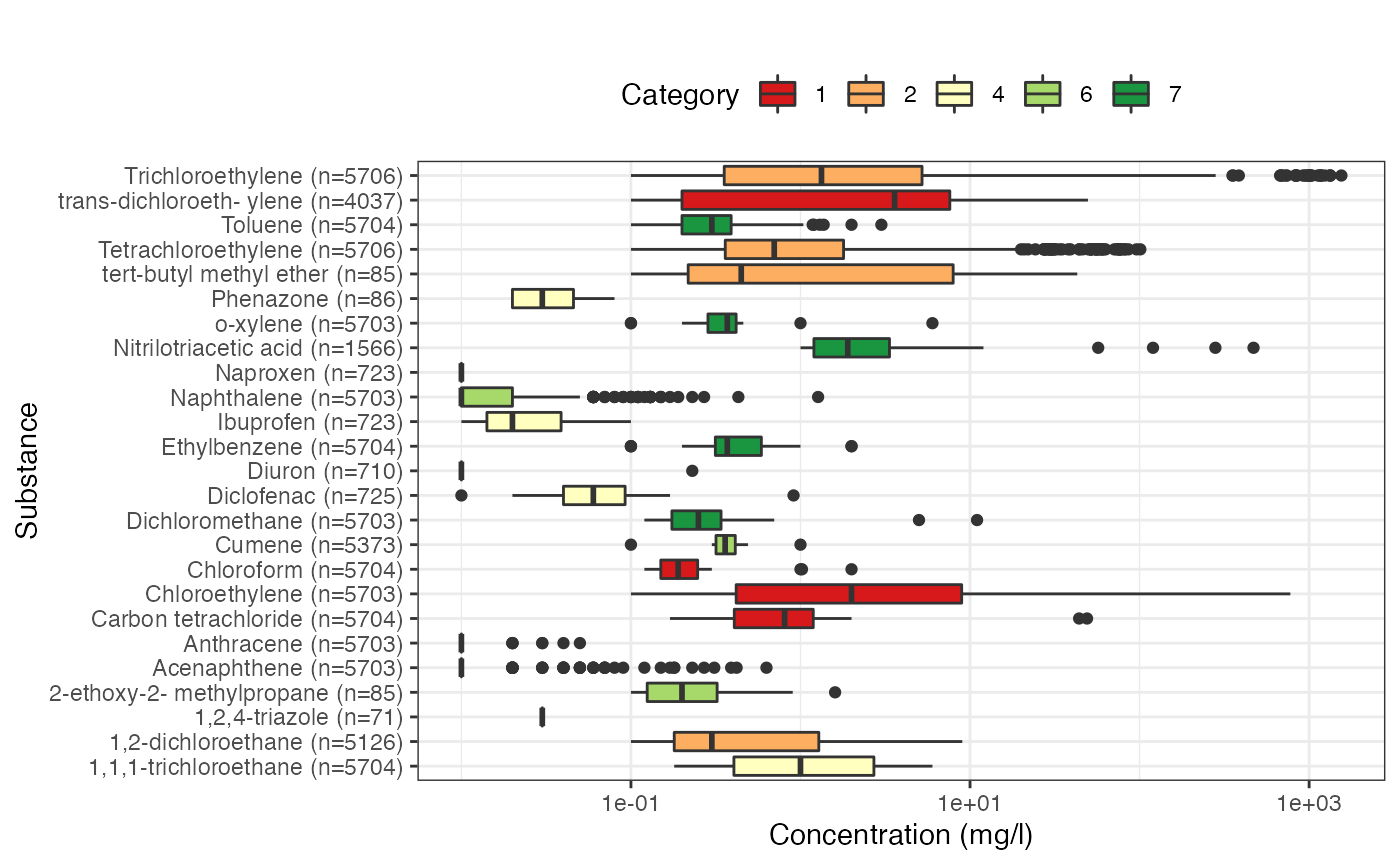 Category 1 2 4 6 7
Trichloroethylene (n=5706)
trans-dichloroeth- ylene (n=4037)
Toluene (n=5704)
Tetrachloroethylene (n=5706)
tert-butyl methyl ether (n=85)
Phenazone (n=86)
o-xylene (n=5703)
Nitrilotriacetic acid (n=1566)
Naproxen (n=723)
Naphthalene (n=5703)
Ibuprofen (n=723)
Ethylbenzene (n=5704)
Diuron (n=710)
Diclofenac (n=725)
Dichloromethane (n=5703)
Cumene (n=5373)
Chloroform (n=5704)
Chloroethylene (n=5703)
Carbon tetrachloride (n=5704)
Anthracene (n=5703)
Acenaphthene (n=5703)
2-ethoxy-2- methylpropane (n=85)
1,2,4-triazole (n=71)
1,2-dichloroethane (n=5126)
1,1,1-trichloroethane (n=5704)
Substance
1e-01 1e+01 1e+03
Concentration (mg/l)